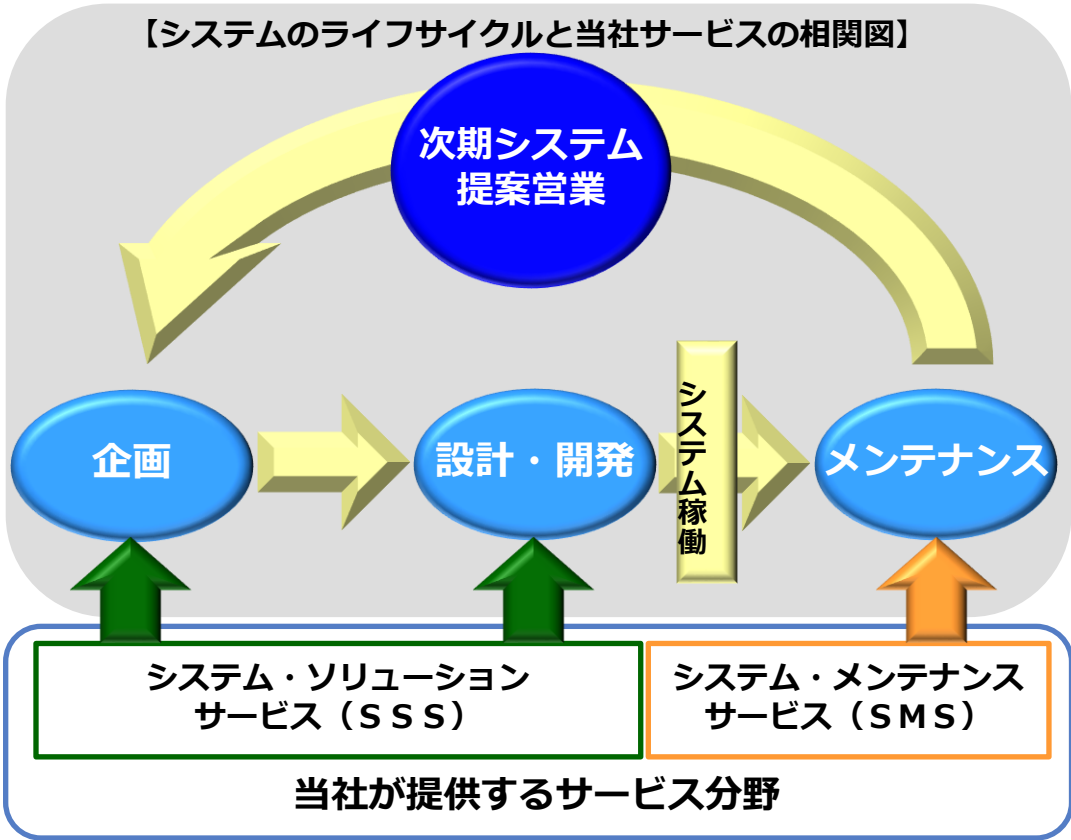 【システムのライフサイクルと当社サービスの相関図】
次期システム
提案営業
企画
設計・開発
システム稼働
メンテナンス
システム・ソリューション
サービス（ＳＳＳ）
システム・メンテナンス
サービス（ＳＭＳ）
当社が提供するサービス分野